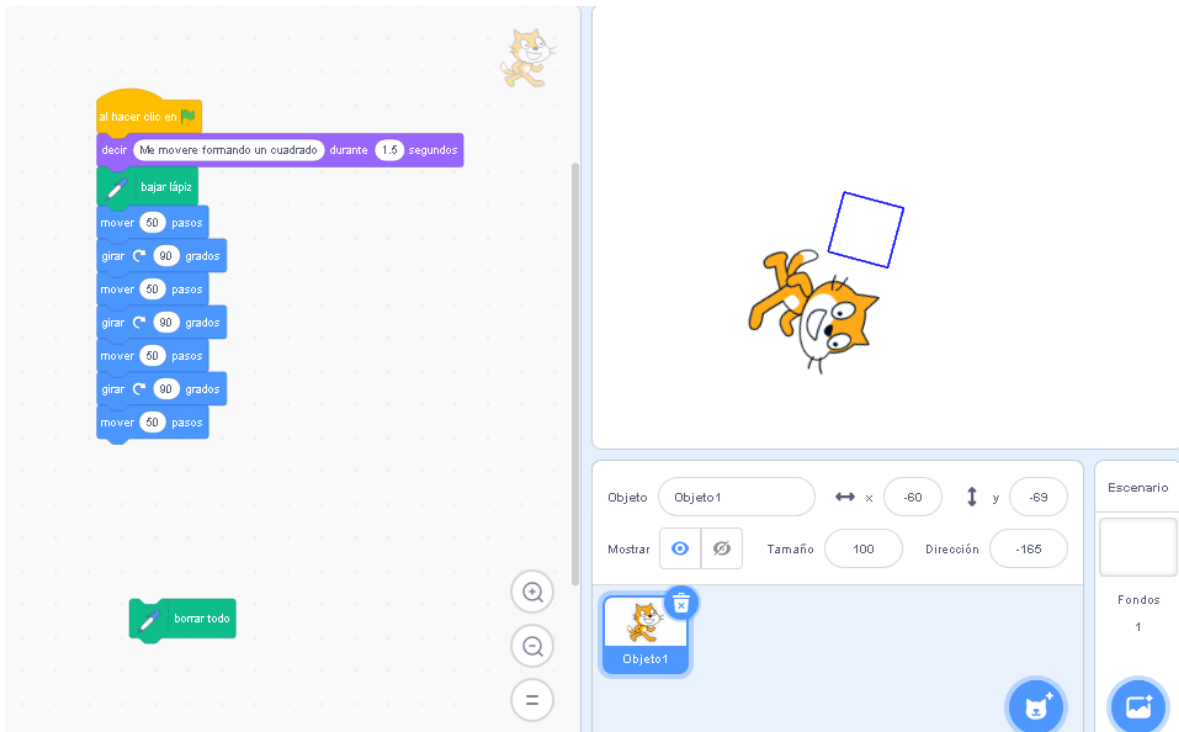 al hacer clic en
decir Me movere formando un cuadrado durante 1.5 segundos
bajar lápiz
mover 50 pasos
girar 90 grados
mover 50 pasos
girar 90 grados
mover 50 pasos
girar 90 grados
mover 50 pasos
borrar todo
Objeto Objeto1 x -60 y -69
Mostrar Tamaño 100 Dirección -165
Objeto1
Escenario
Fondos
1